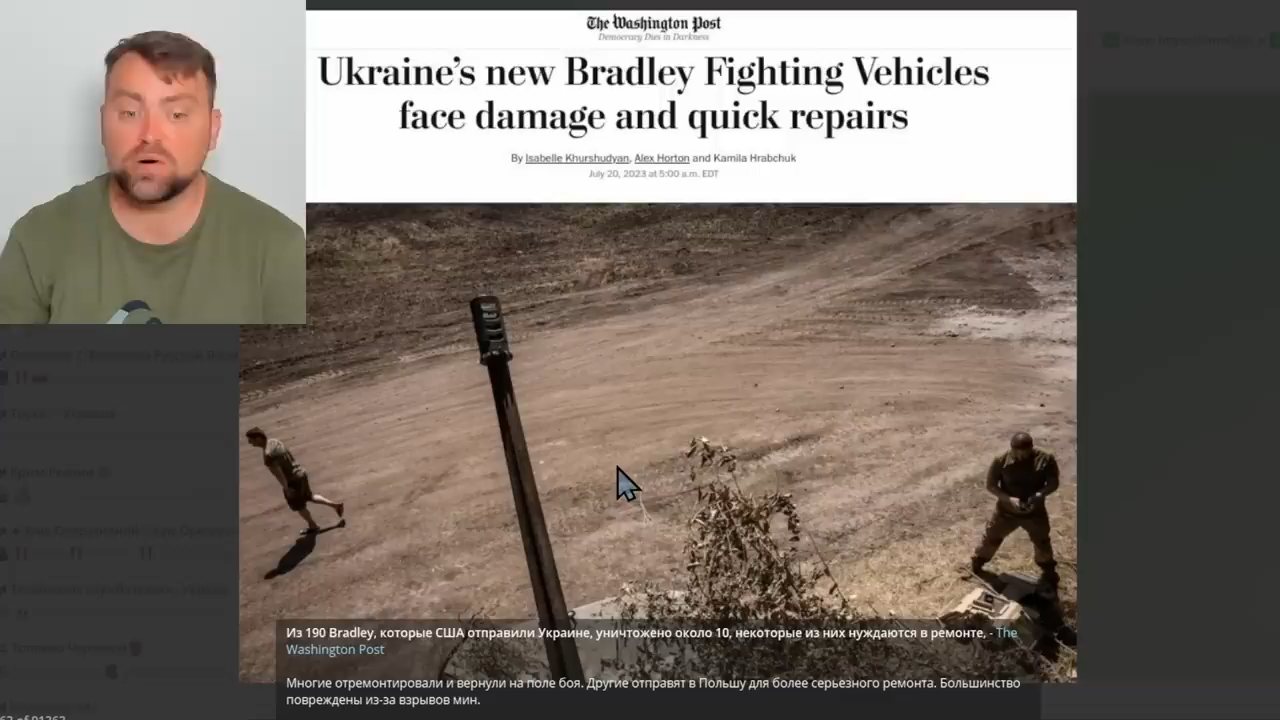 The Washington Post
Democracy Dies in Darkness
Ukraine's new Bradley Fighting Vehicles
face damage and quick repairs
By Isabelle Khurshudyan, Alex Horton and Kamila Hrabchuk
July 20, 2023 at 5:00 a.m. EDT
Из 190 Bradley, которые США отправили Украине, уничтожено около 10, некоторые из них нуждаются в ремонте, - The
Washington Post
Многие отремонтировали и вернули на поле боя. Другие отправят в Польшу для более серьезного ремонта. Большинство
повреждены из-за взрывов мин.